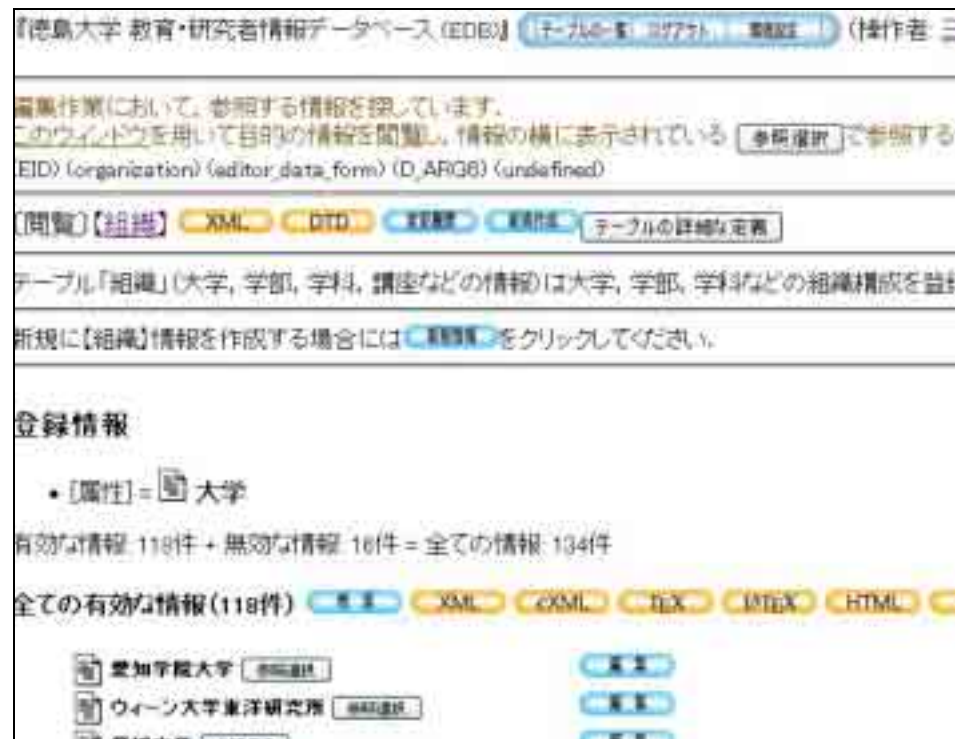 『徳島大学 教育・研究者情報データベース (EDB)』 テーブルの一覧 ログアウト 環境設定 (操作者:
編集作業において, 参照する情報を探しています.
このウィンドウを用いて目的の情報を閲覧し, 情報の横に表示されている 参照選択 で参照する
(EID) (organization) (editor_data_form) (D_ARG6) (undefined)
[閲覧]【組織】 XML DTD テーブルの詳細な定義
テーブル「組織」(大学, 学部, 学科, 講座などの情報)は大学, 学部, 学科などの組織構成を登録
新規に【組織】情報を作成する場合には をクリックしてください.
登録情報
• [属性] = 大学
有効な情報: 118件 + 無効な情報: 16件 = 全ての情報: 134件
全ての有効な情報(118件) XML cXML TEX LATEX HTML
愛知学院大学 参照選択 編集
ウィーン大学東洋研究所 参照選択 編集